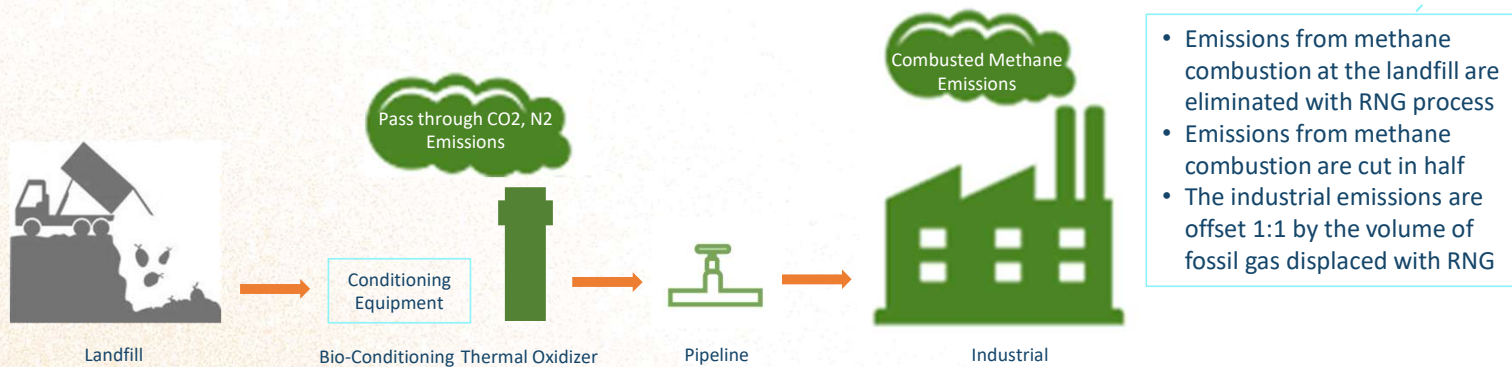 Pass through CO2, N2
Emissions
Combusted Methane
Emissions
Conditioning
Equipment
Landfill
Bio-Conditioning
Thermal Oxidizer
Pipeline
Industrial
• Emissions from methane
combustion at the landfill are
eliminated with RNG process
• Emissions from methane
combustion are cut in half
• The industrial emissions are
offset 1:1 by the volume of
fossil gas displaced with RNG